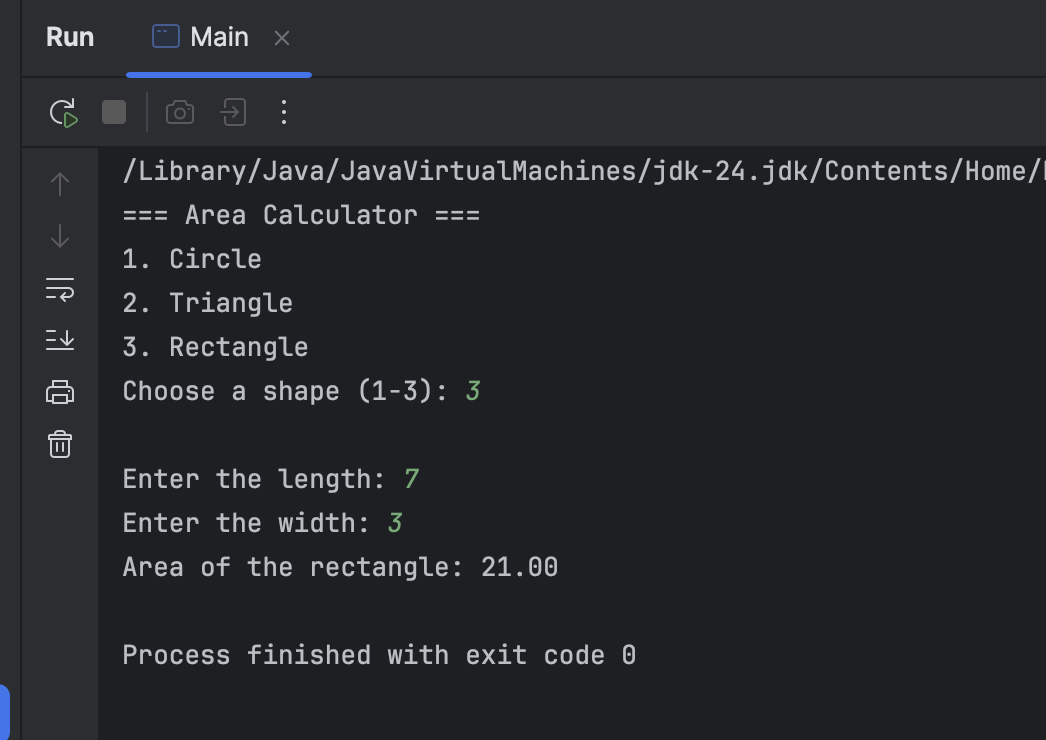 Run Main
/Library/Java/JavaVirtualMachines/jdk-24.jdk/Contents/Home/
=== Area Calculator ===
1. Circle
2. Triangle
3. Rectangle
Choose a shape (1-3): 3
Enter the length: 7
Enter the width: 3
Area of the rectangle: 21.00
Process finished with exit code 0